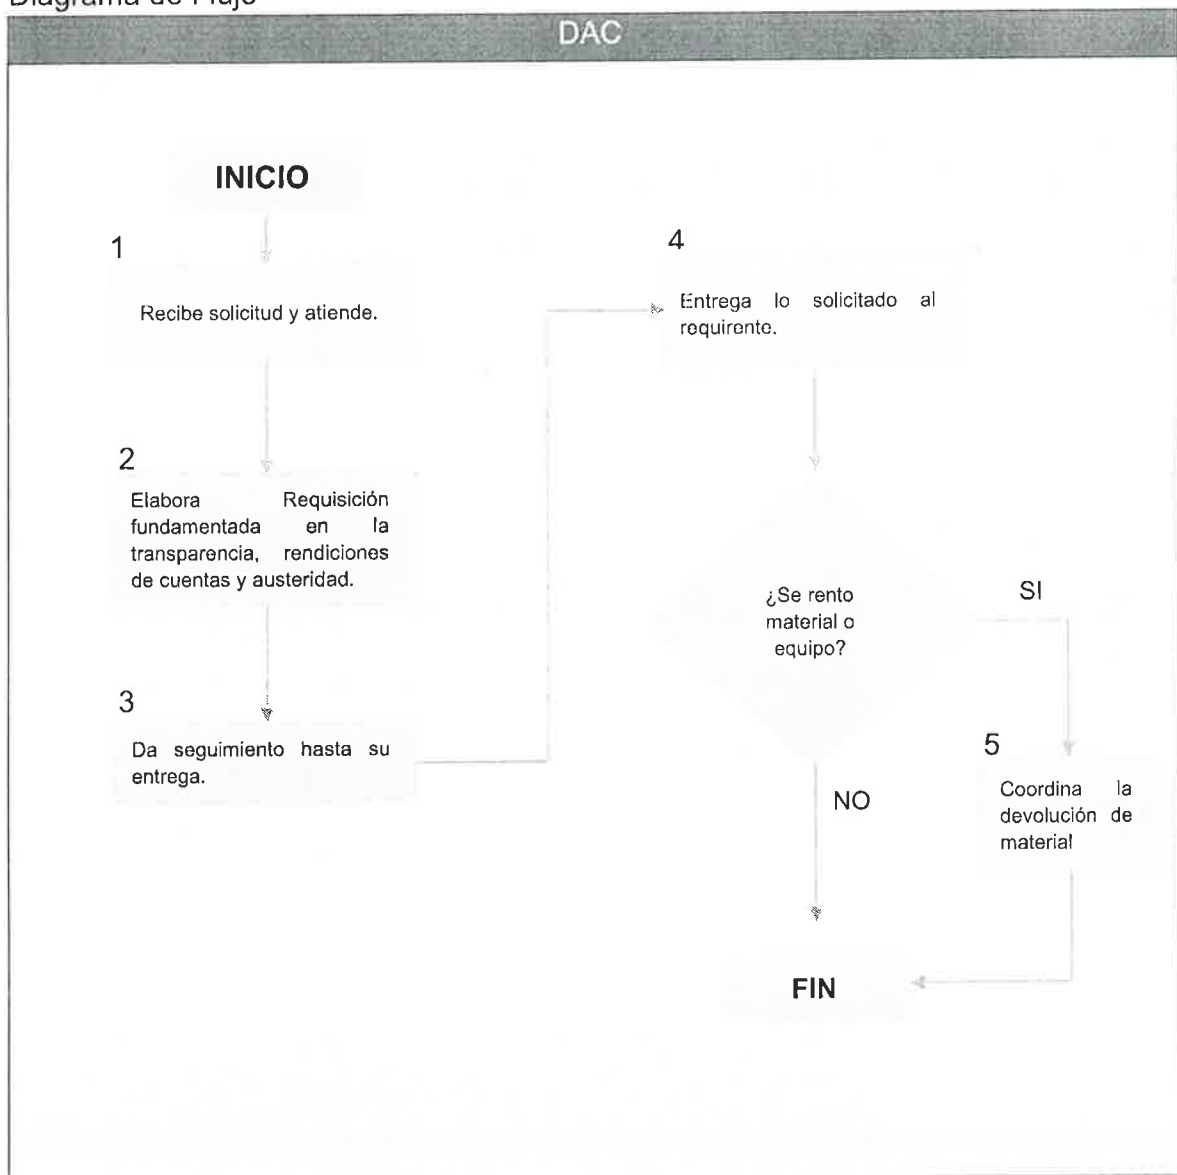 Diagrama de Flujo
DAC
INICIO
1
Recibe solicitud y atiende.
2
Elabora Requisición
fundamentada en la
transparencia, rendiciones
de cuentas y austeridad.
3
Da seguimiento hasta su
entrega.
4
Entrega lo solicitado al
requirente.
¿Se rento
material o
equipo?
SI
NO
5
Coordina la
devolución de
material
FIN